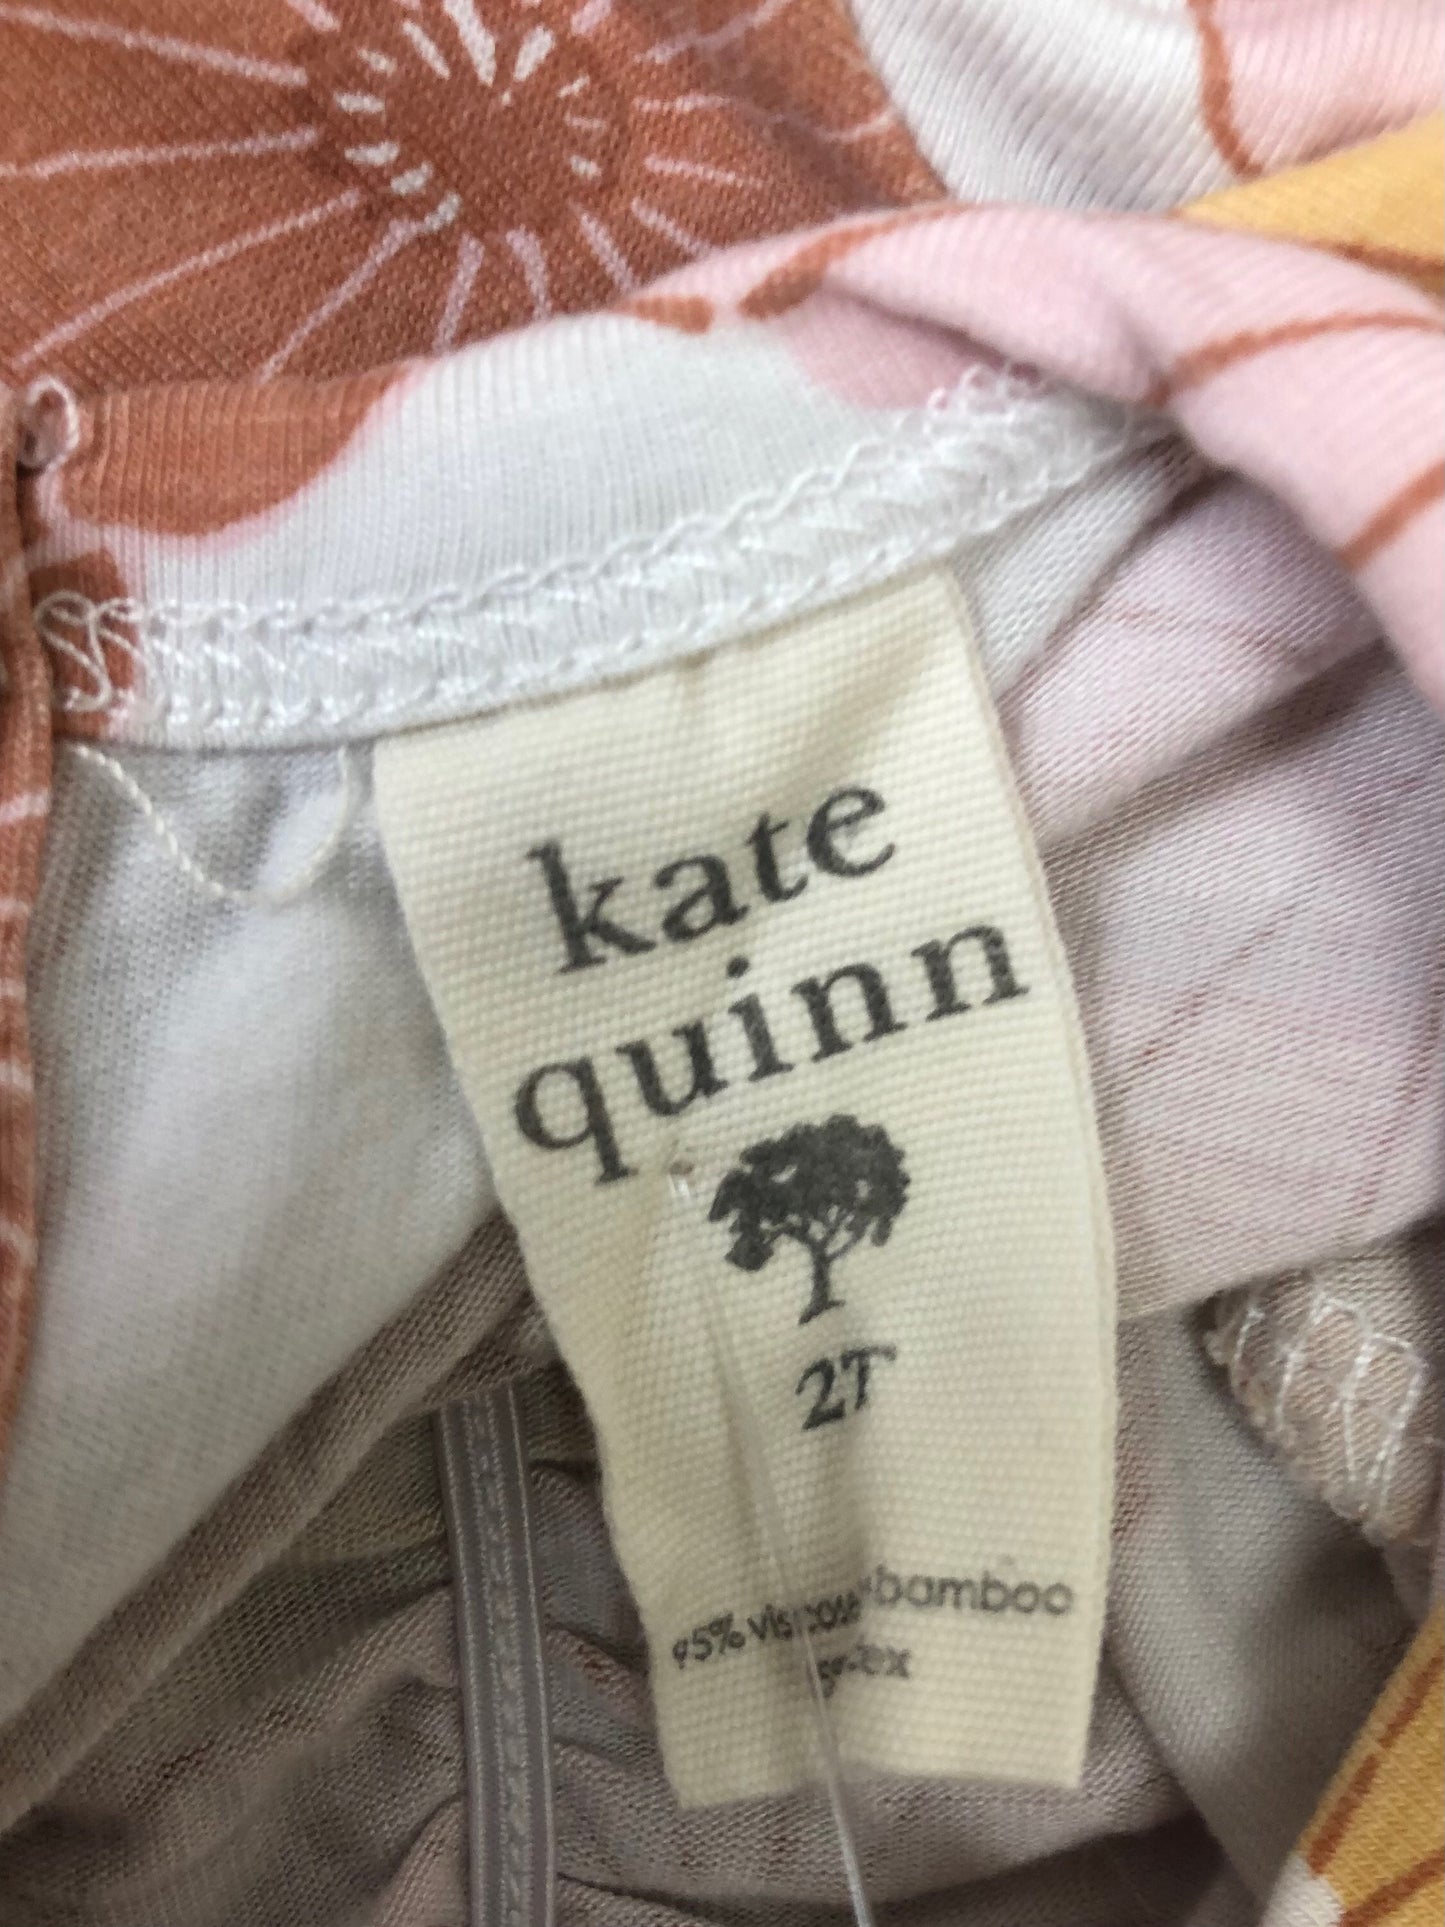 kate
quinn
2T
95% viscose bamboo